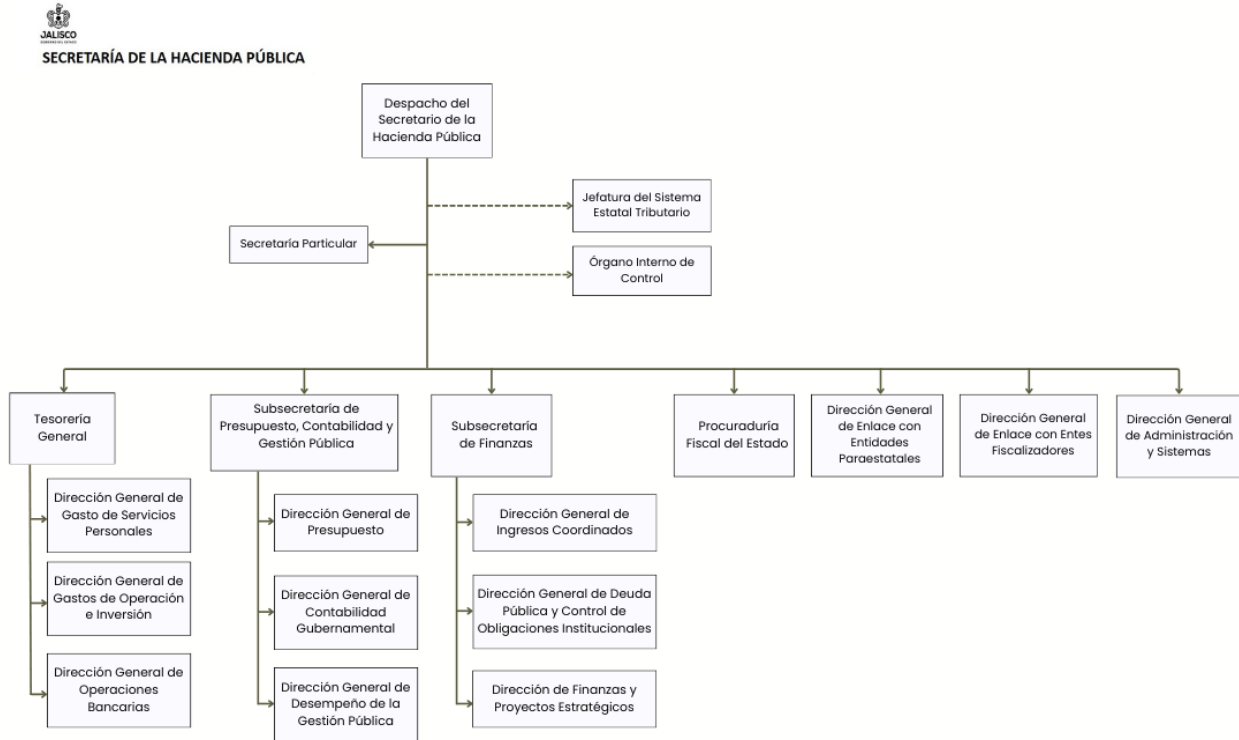 JALISCO
GOBIERNO DEL ESTADO
SECRETARÍA DE LA HACIENDA PÚBLICA
Despacho del
Secretario de la
Hacienda Pública
Jefatura del Sistema
Estatal Tributario
Secretaría Particular
Órgano Interno de
Control
Tesorería
General
Subsecretaría de
Presupuesto, Contabilidad y
Gestión Pública
Subsecretaría
de Finanzas
Procuraduría
Fiscal del Estado
Dirección General
de Enlace con
Entidades
Paraestatales
Dirección General
de Enlace con Entes
Fiscalizadores
Dirección General
de Administración
y Sistemas
Dirección General de
Gasto de Servicios
Personales
Dirección General de
Gastos de Operación
e Inversión
Dirección General de
Operaciones
Bancarias
Dirección General de
Presupuesto
Dirección General de
Contabilidad
Gubernamental
Dirección General de
Desempeño de la
Gestión Pública
Dirección General de
Ingresos Coordinados
Dirección General de Deuda
Pública y Control de
Obligaciones Institucionales
Dirección de Finanzas y
Proyectos Estratégicos